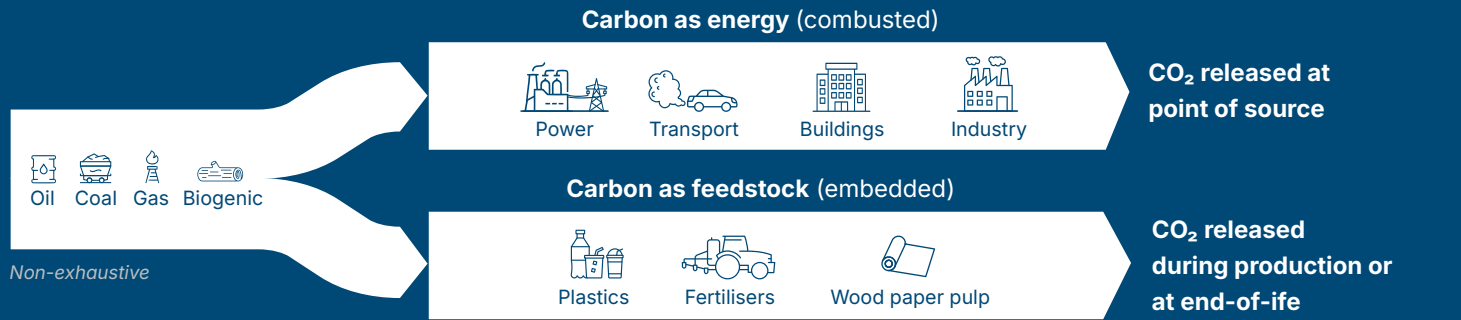 Carbon as energy (combusted)
Power
Transport
Buildings
Industry
CO₂ released at
point of source
Oil
Coal
Gas
Biogenic
Non-exhaustive
Carbon as feedstock (embedded)
Plastics
Fertilisers
Wood paper pulp
CO₂ released
during production or
at end-of-ife